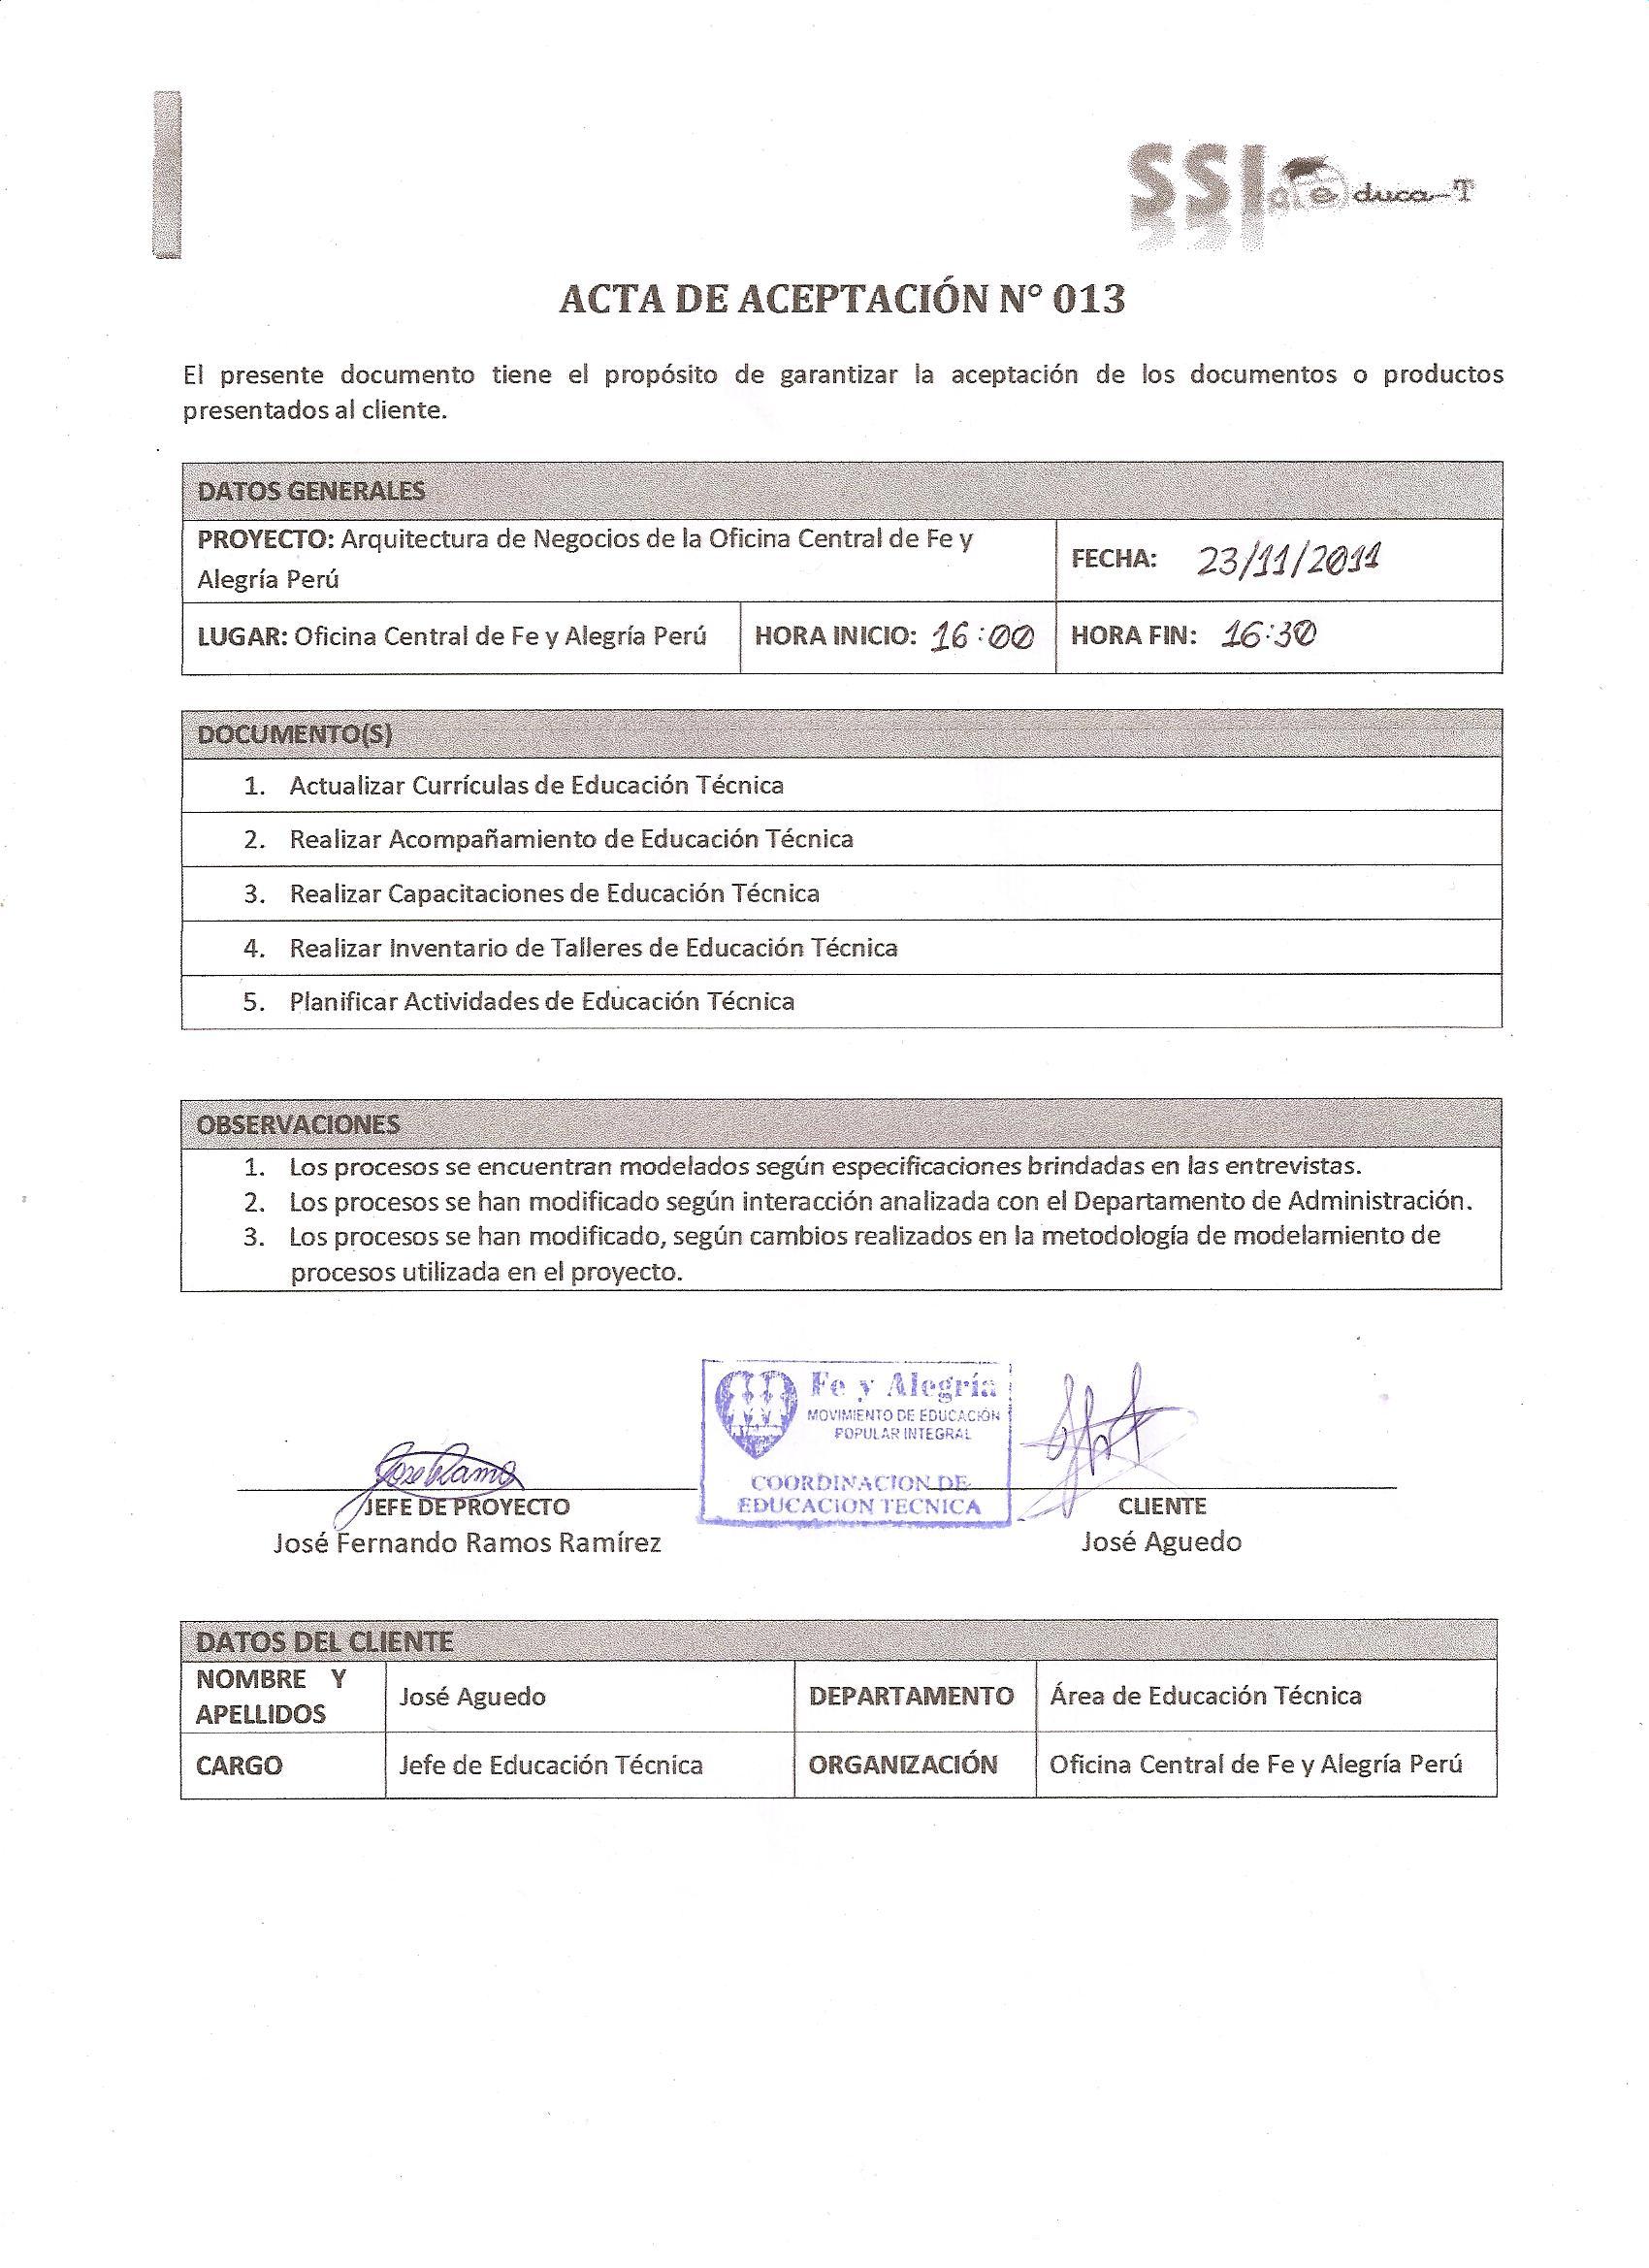 SSI educa-T
ACTA DE ACEPTACIÓN N° 013
El presente documento tiene el propósito de garantizar la aceptación de los documentos o productos
presentados al cliente.
DATOS GENERALES
PROYECTO: Arquitectura de Negocios de la Oficina Central de Fe y
Alegría Perú
FECHA: 23/11/2011
LUGAR: Oficina Central de Fe y Alegría Perú HORA INICIO: 16:00 HORA FIN: 16:30
DOCUMENTO(S)
1. Actualizar Currículas de Educación Técnica
2. Realizar Acompañamiento de Educación Técnica
3. Realizar Capacitaciones de Educación Técnica
4. Realizar Inventario de Talleres de Educación Técnica
5. Planificar Actividades de Educación Técnica
OBSERVACIONES
1. Los procesos se encuentran modelados según especificaciones brindadas en las entrevistas.
2. Los procesos se han modificado según interacción analizada con el Departamento de Administración.
3. Los procesos se han modificado, según cambios realizados en la metodología de modelamiento de
procesos utilizada en el proyecto.
Fe y Alegría
MOVIMIENTO DE EDUCACIÓN
POPULAR INTEGRAL
COORDINACION DE
EDUCACION TECNICA
Jose Ramos
JEFE DE PROYECTO
José Fernando Ramos Ramírez
CLIENTE
José Aguedo
DATOS DEL CLIENTE
NOMBRE Y
APELLIDOS
José Aguedo
DEPARTAMENTO
Área de Educación Técnica
CARGO
Jefe de Educación Técnica
ORGANIZACIÓN
Oficina Central de Fe y Alegría Perú